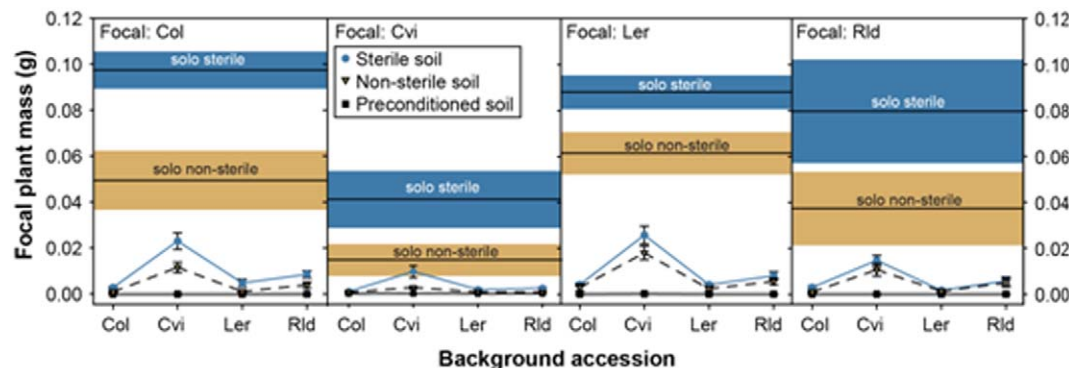 Focal plant mass (g)
0.12
0.10
0.08
0.06
0.04
0.02
0.00
Focal: Col
solo sterile
solo non-sterile
Col Cvi Ler Rld
Focal: Cvi
Sterile soil
Non-sterile soil
Preconditioned soil
solo sterile
solo non-sterile
Col Cvi Ler Rld
Focal: Ler
solo sterile
solo non-sterile
Col Cvi Ler Rld
Focal: Rld
solo sterile
solo non-sterile
Col Cvi Ler Rld
0.12
0.10
0.08
0.06
0.04
0.02
0.00
Background accession